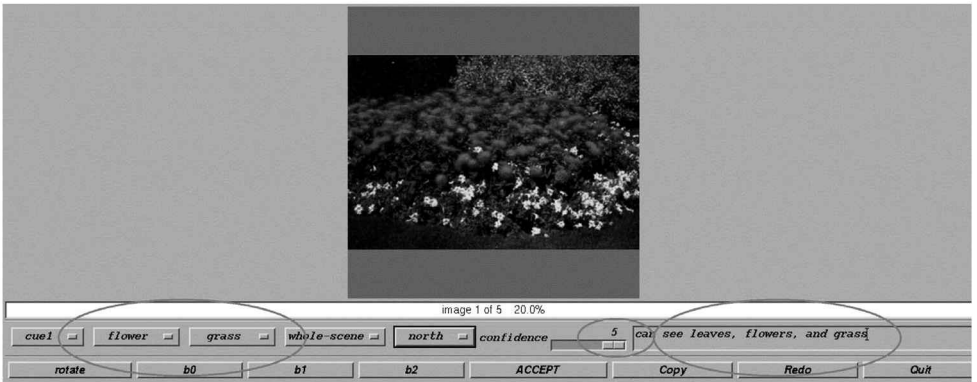 image 1 of 5 20.0%
cue1 flower grass whole-scene north confidence 5 can see leaves, flowers, and grass
rotate b0 b1 b2 ACCEPT Copy Redo Quit